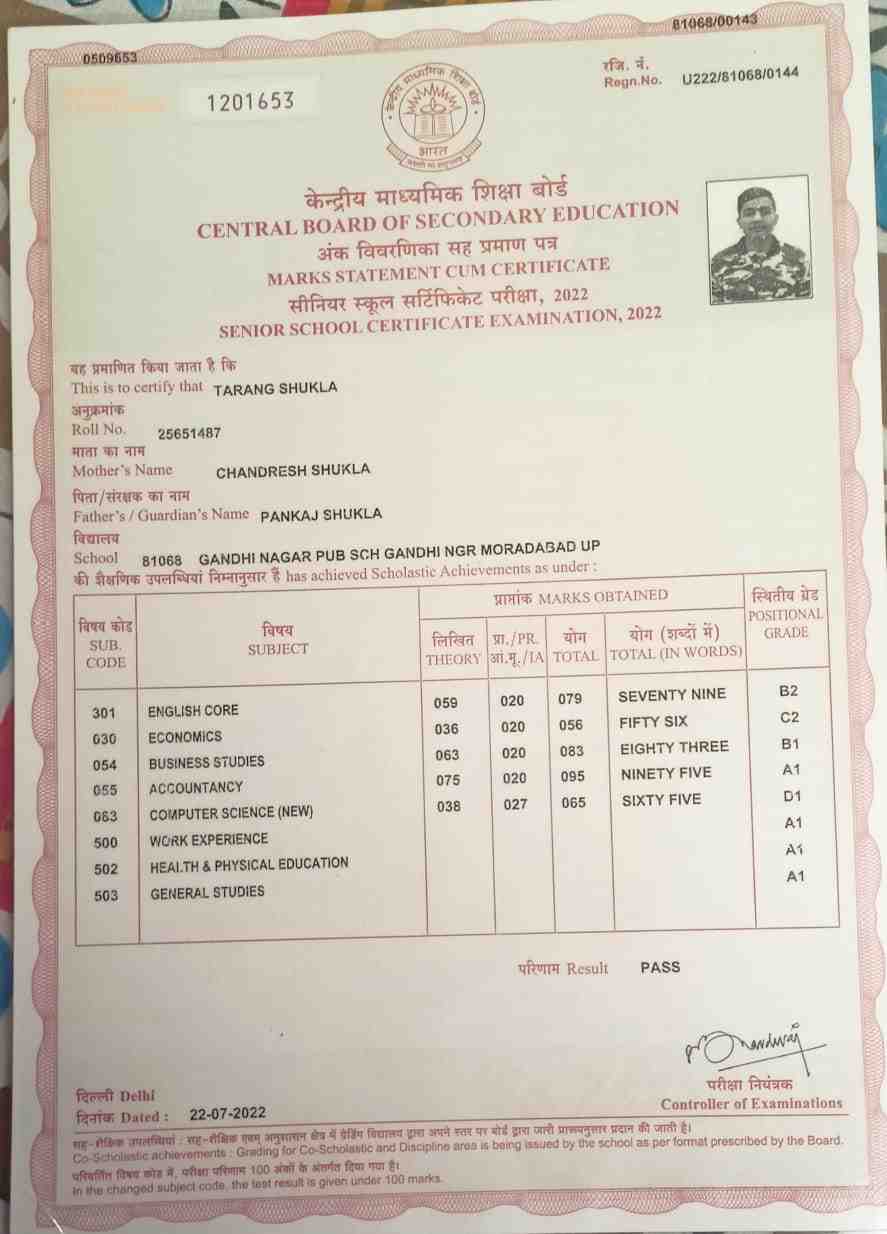 81068/00143
0509653
रजि. नं.
Regn.No. U222/81068/0144
1201653
केन्द्रीय माध्यमिक शिक्षा बोर्ड
भारत
केन्द्रीय माध्यमिक शिक्षा बोर्ड
CENTRAL BOARD OF SECONDARY EDUCATION
अंक विवरणिका सह प्रमाण पत्र
MARKS STATEMENT CUM CERTIFICATE
सीनियर स्कूल सर्टिफिकेट परीक्षा, 2022
SENIOR SCHOOL CERTIFICATE EXAMINATION, 2022
यह प्रमाणित किया जाता है कि
This is to certify that TARANG SHUKLA
अनुक्रमांक
Roll No. 25651487
माता का नाम
Mother's Name CHANDRESH SHUKLA
पिता/संरक्षक का नाम
Father's / Guardian's Name PANKAJ SHUKLA
विद्यालय
School 81068 GANDHI NAGAR PUB SCH GANDHI NGR MORADABAD UP
की शैक्षणिक उपलब्धियां निम्नानुसार हैं has achieved Scholastic Achievements as under :
विषय कोड SUB. CODE विषय SUBJECT प्राप्तांक MARKS OBTAINED स्थितीय ग्रेड POSITIONAL GRADE
लिखित THEORY प्रा./PR. आं.मू./IA योग TOTAL योग (शब्दों में) TOTAL (IN WORDS)
301 ENGLISH CORE 059 020 079 SEVENTY NINE B2
030 ECONOMICS 036 020 056 FIFTY SIX C2
054 BUSINESS STUDIES 063 020 083 EIGHTY THREE B1
055 ACCOUNTANCY 075 020 095 NINETY FIVE A1
083 COMPUTER SCIENCE (NEW) 038 027 065 SIXTY FIVE D1
500 WORK EXPERIENCE A1
502 HEALTH & PHYSICAL EDUCATION A1
503 GENERAL STUDIES A1
परिणाम Result PASS
दिल्ली Delhi
दिनांक Dated : 22-07-2022
परीक्षा नियंत्रक
Controller of Examinations
सह-शैक्षिक उपलब्धियां : सह-शैक्षिक एवम् अनुशासन क्षेत्र में ग्रेडिंग विद्यालय द्वारा अपने स्तर पर बोर्ड द्वारा जारी प्रारूपनुसार प्रदान की जाती है।
Co-Scholastic achievements : Grading for Co-Scholastic and Discipline area is being issued by the school as per format prescribed by the Board.
परिवर्तित विषय कोड में, परीक्षा परिणाम 100 अंकों के अंतर्गत दिया गया है।
In the changed subject code, the test result is given under 100 marks.